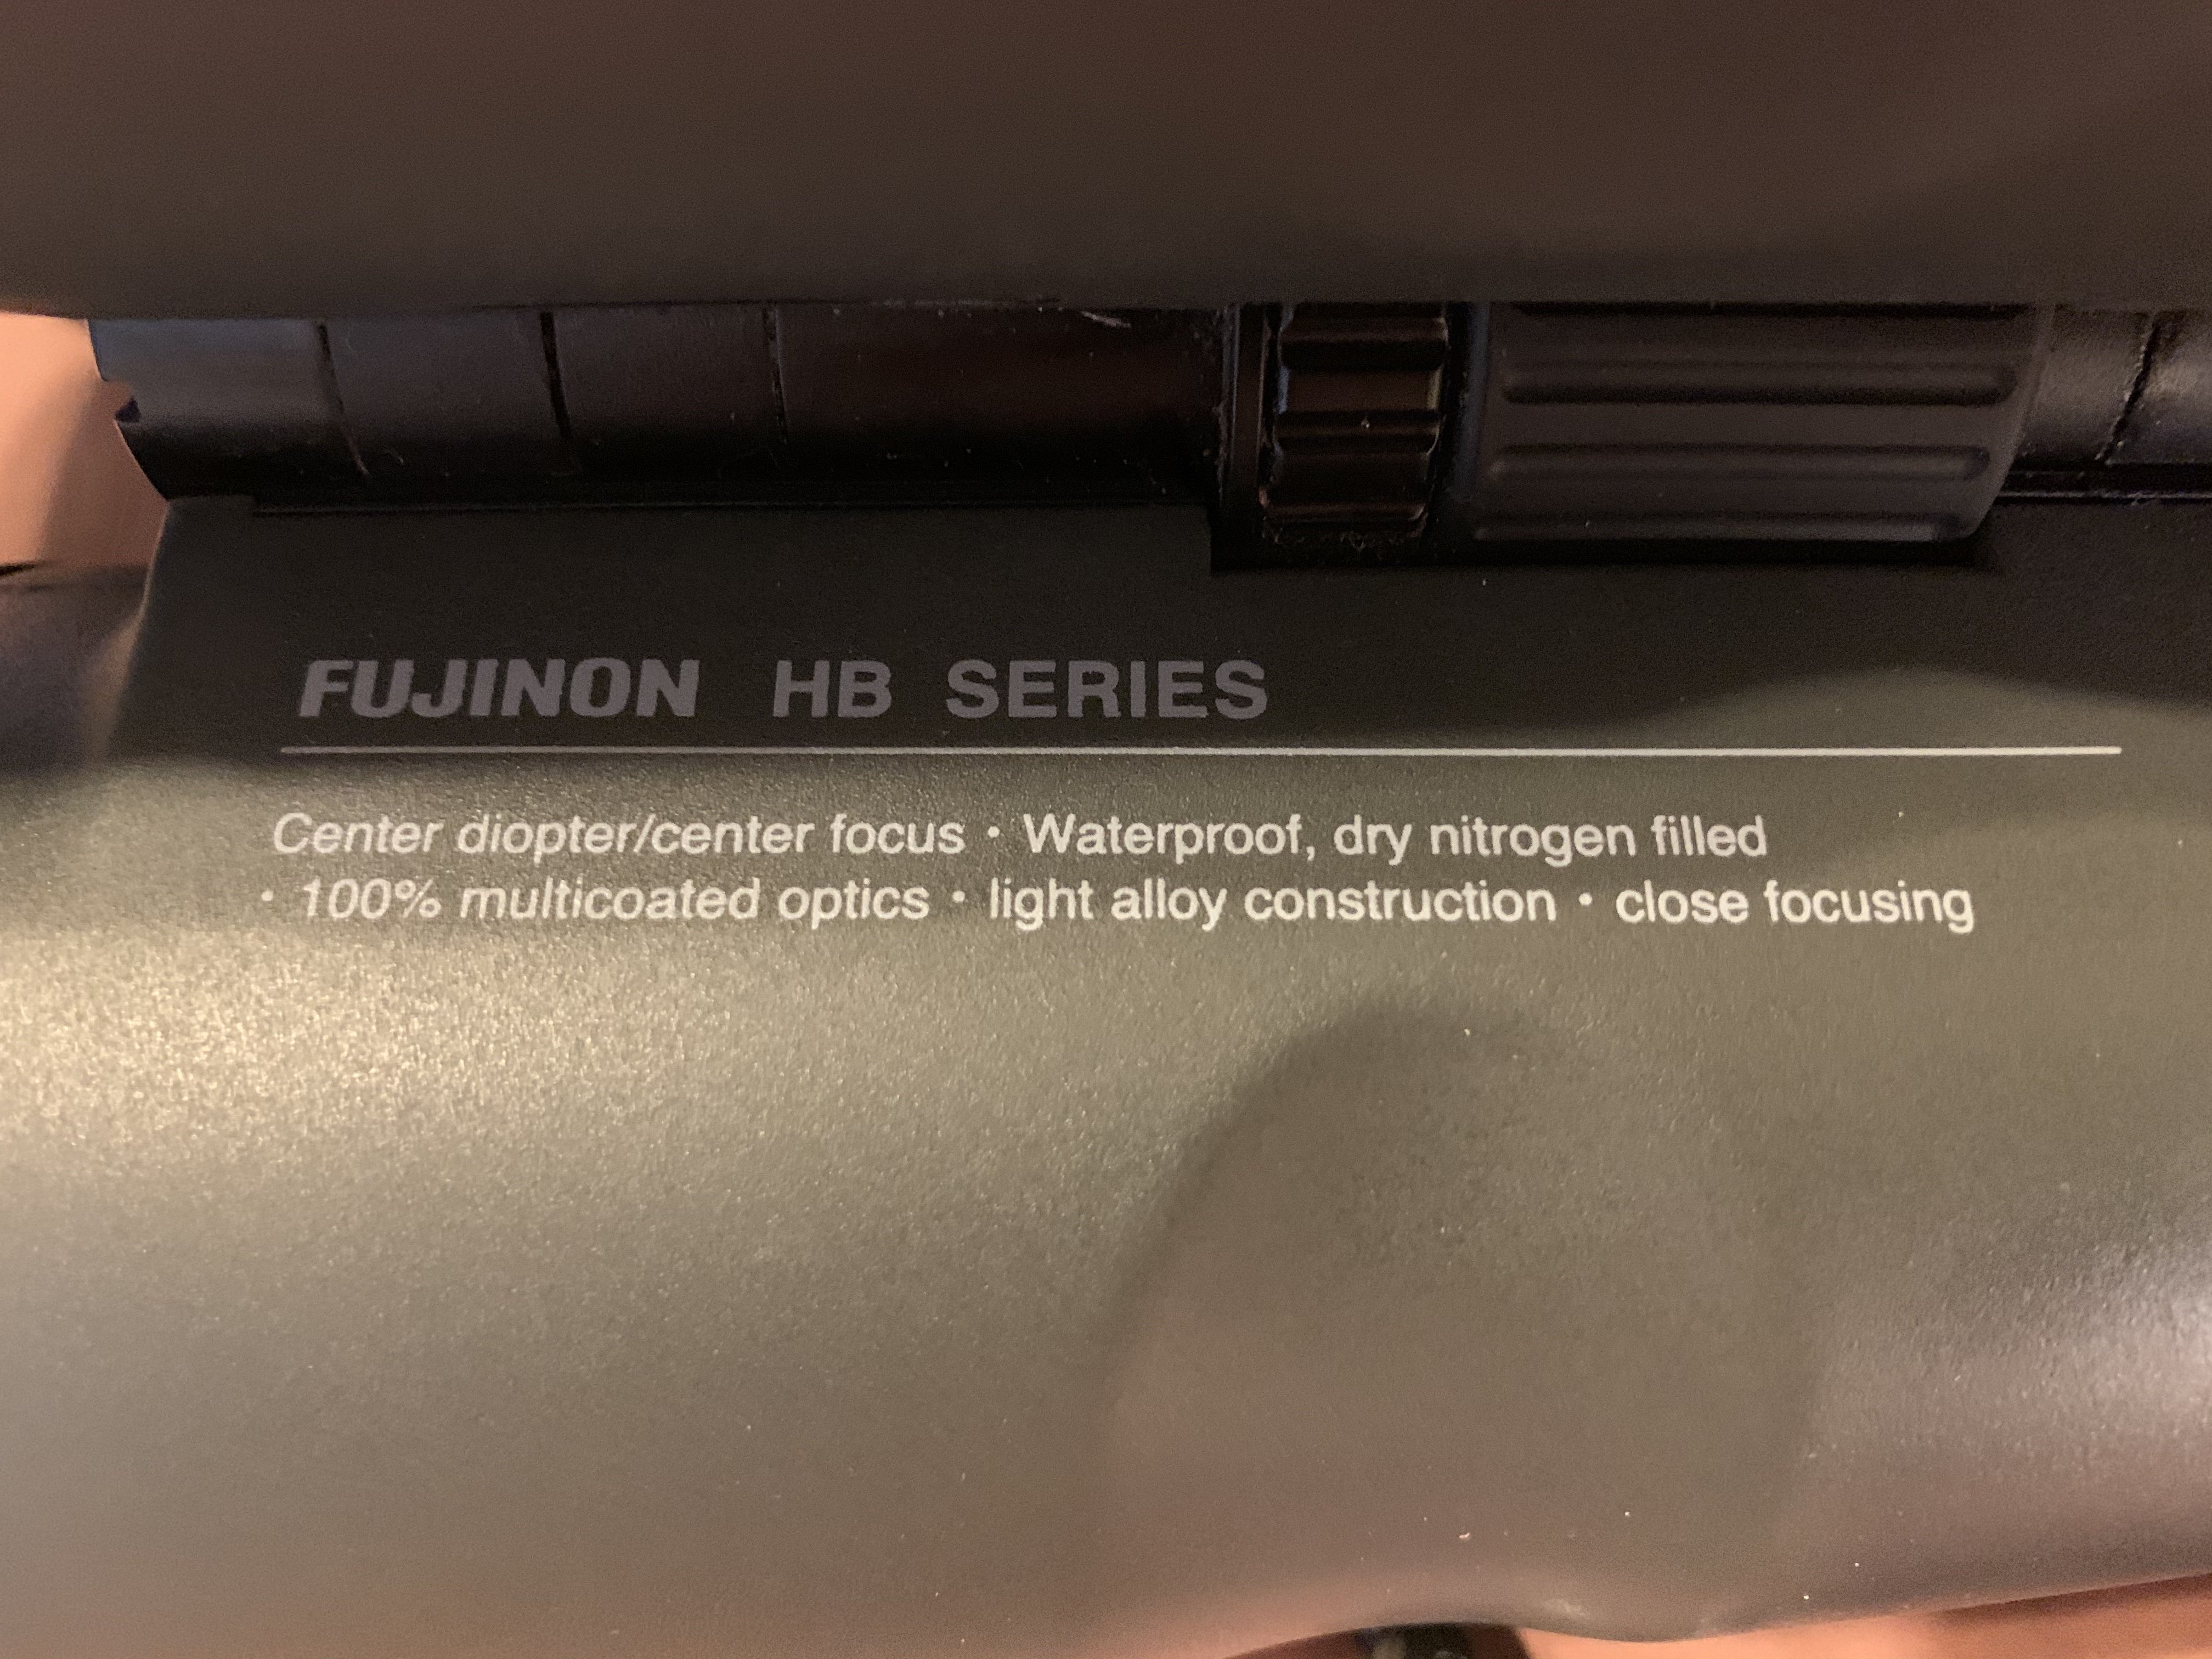 FUJINON HB SERIES
Center diopter/center focus • Waterproof, dry nitrogen filled
• 100% multicoated optics • light alloy construction • close focusing